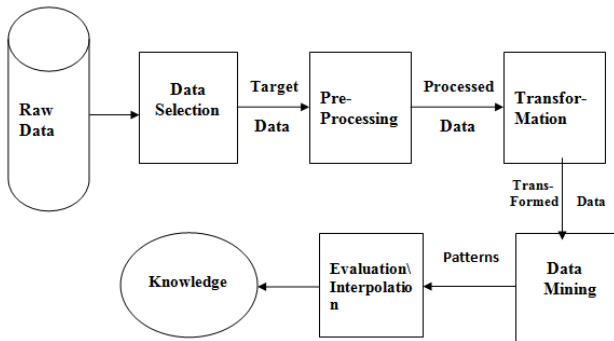 Raw
Data
Data
Selection
Target
Data
Pre-
Processing
Processed
Data
Transfor-
Mation
Trans-
Formed
Data
Data
Mining
Patterns
Evaluation\
Interpolatio
n
Knowledge